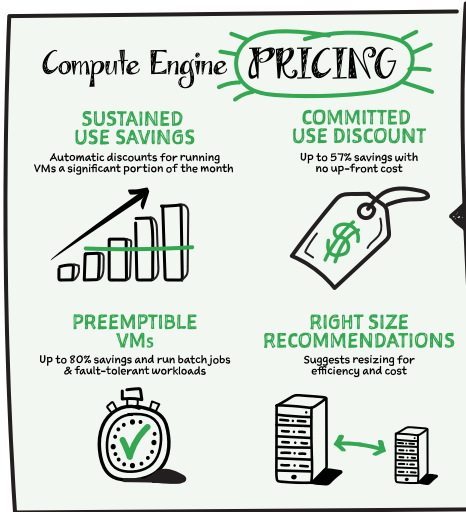 Compute Engine PRICING
SUSTAINED
USE SAVINGS
Automatic discounts for running
VMs a significant portion of the month
COMMITTED
USE DISCOUNT
Up to 57% savings with
no up-front cost
$
PREEMPTIBLE
VMs
Up to 80% savings and run batch jobs
& fault-tolerant workloads
RIGHT SIZE
RECOMMENDATIONS
Suggests resizing for
efficiency and cost